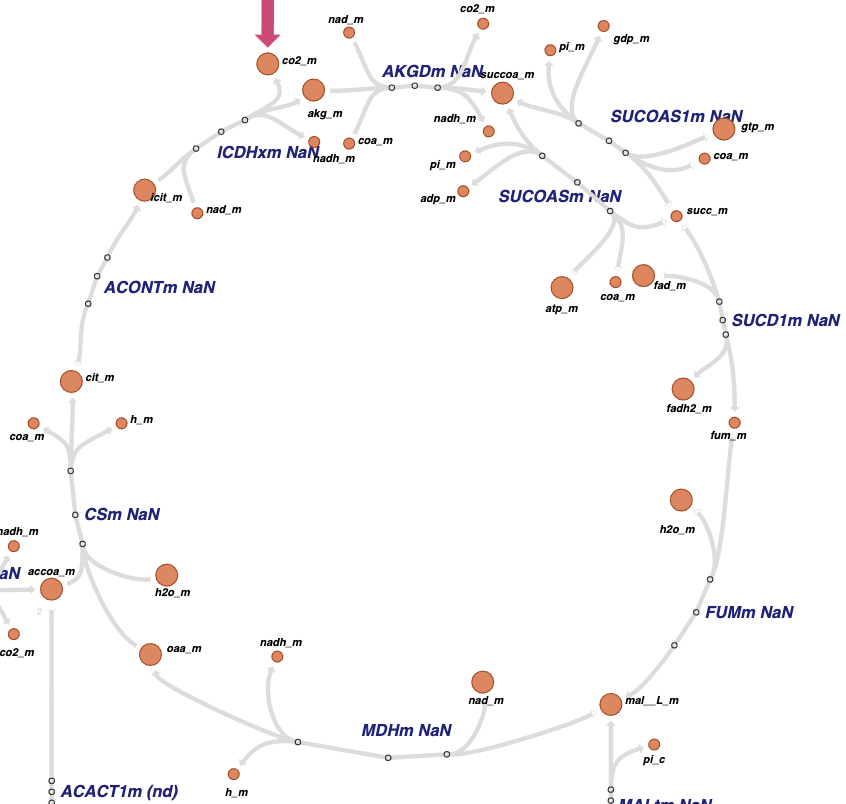 co2_m
nad_m
gdp_m
pi_m
co2_m
AKGDm NaN
succoa_m
akg_m
SUCOAS1m NaN
gtp_m
nadh_m
coa_m
nadh_m
ICDHxm NaN
coa_m
pi_m
adp_m
SUCOASm NaN
icit_m
nad_m
succ_m
ACONTm NaN
atp_m
coa_m
fad_m
SUCD1m NaN
cit_m
fadh2_m
coa_m
h_m
fum_m
CSm NaN
h2o_m
nadh_m
aN
accoa_m
h2o_m
2
FUMm NaN
co2_m
oaa_m
nadh_m
nad_m
mal__L_m
MDHm NaN
pi_c
h_m
ACACT1m (nd)
MALtm NaN